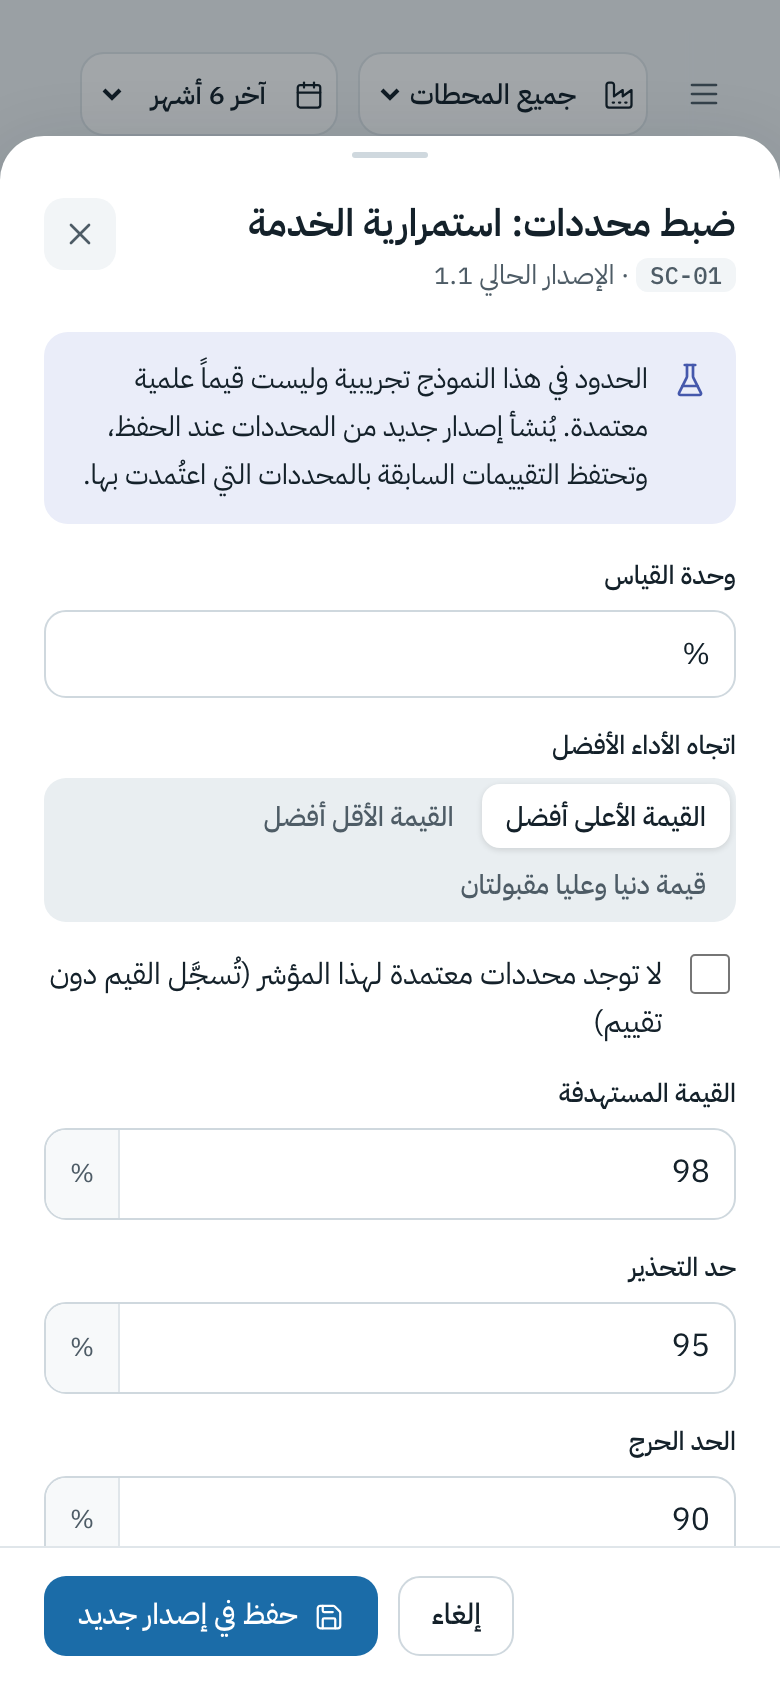 جميع المحطات
آخر 6 أشهر
ضبط محددات: استمرارية الخدمة
SC-01 · الإصدار الحالي 1.1
الحدود في هذا النموذج تجريبية وليست قيماً علمية
معتمدة. يُنشأ إصدار جديد من المحددات عند الحفظ،
وتحتفظ التقييمات السابقة بالمحددات التي اعتُمدت بها.
وحدة القياس
%
اتجاه الأداء الأفضل
القيمة الأعلى أفضل
القيمة الأقل أفضل
قيمة دنيا وعليا مقبولتان
لا توجد محددات معتمدة لهذا المؤشر (تُسجَّل القيم دون
تقييم)
القيمة المستهدفة
98 %
حد التحذير
95 %
الحد الحرج
90 %
إلغاء
حفظ في إصدار جديد